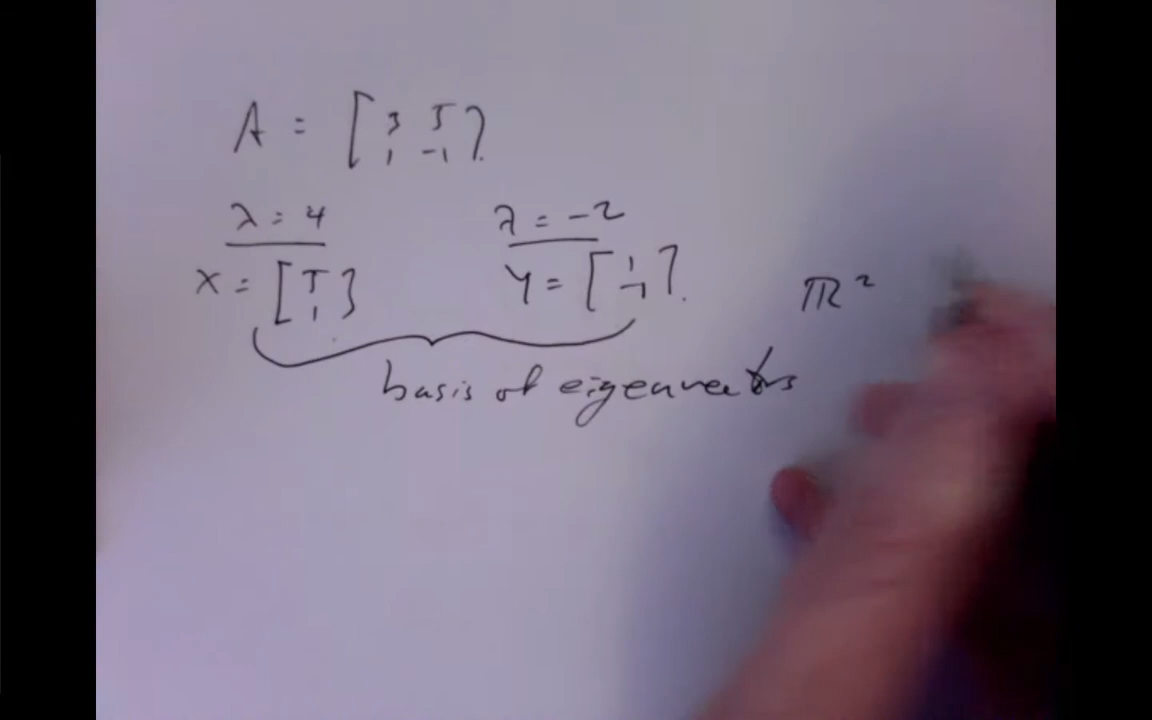 A = [3 5
1 -1].
λ = 4 λ = -2
X = [5
1] Y = [1
-1]. ℝ²
basis of eigenvectors